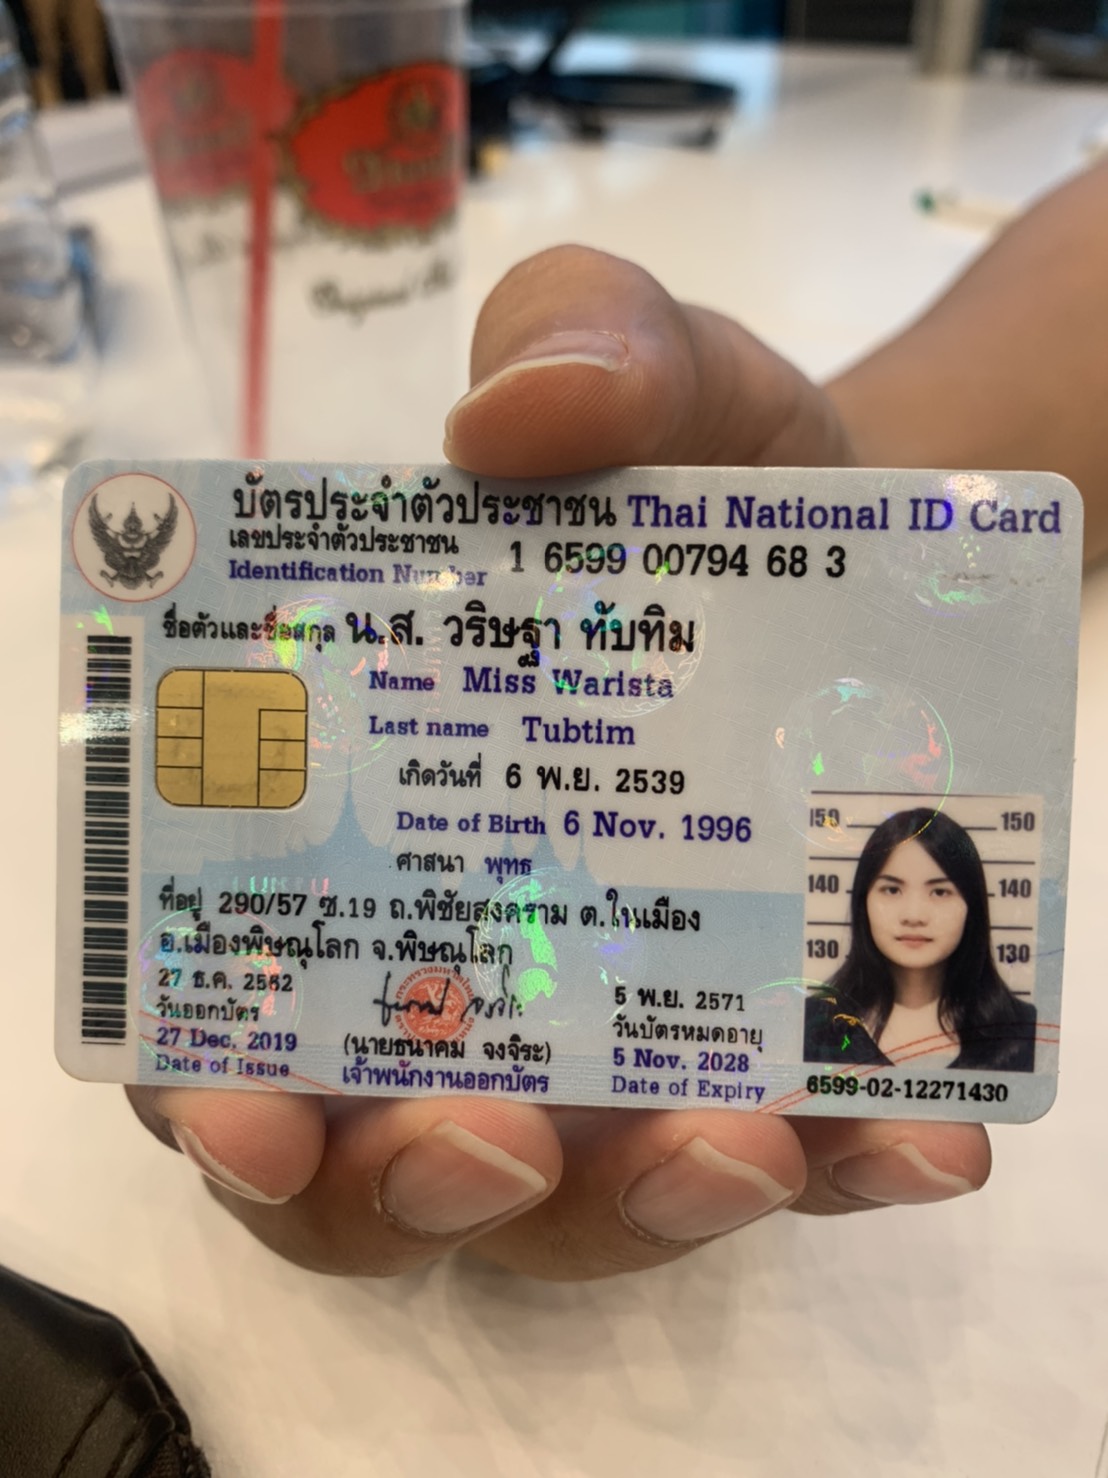 บัตรประจำตัวประชาชน Thai National ID Card
เลขประจำตัวประชาชน
Identification Number 1 6599 00794 68 3
ชื่อตัวและชื่อสกุล น.ส. วริษฐา ทับทิม
Name Miss Warista
Last name Tubtim
เกิดวันที่ 6 พ.ย. 2539
Date of Birth 6 Nov. 1996
ศาสนา พุทธ
ที่อยู่ 290/57 ซ.19 ถ.พิชัยสงคราม ต.ในเมือง
อ.เมืองพิษณุโลก จ.พิษณุโลก
27 ธ.ค. 2562
วันออกบัตร
27 Dec. 2019
Date of Issue
(นายธนาคม จงจิระ)
เจ้าพนักงานออกบัตร
5 พ.ย. 2571
วันบัตรหมดอายุ
5 Nov. 2028
Date of Expiry
150 150
140 140
130 130
6599-02-12271430